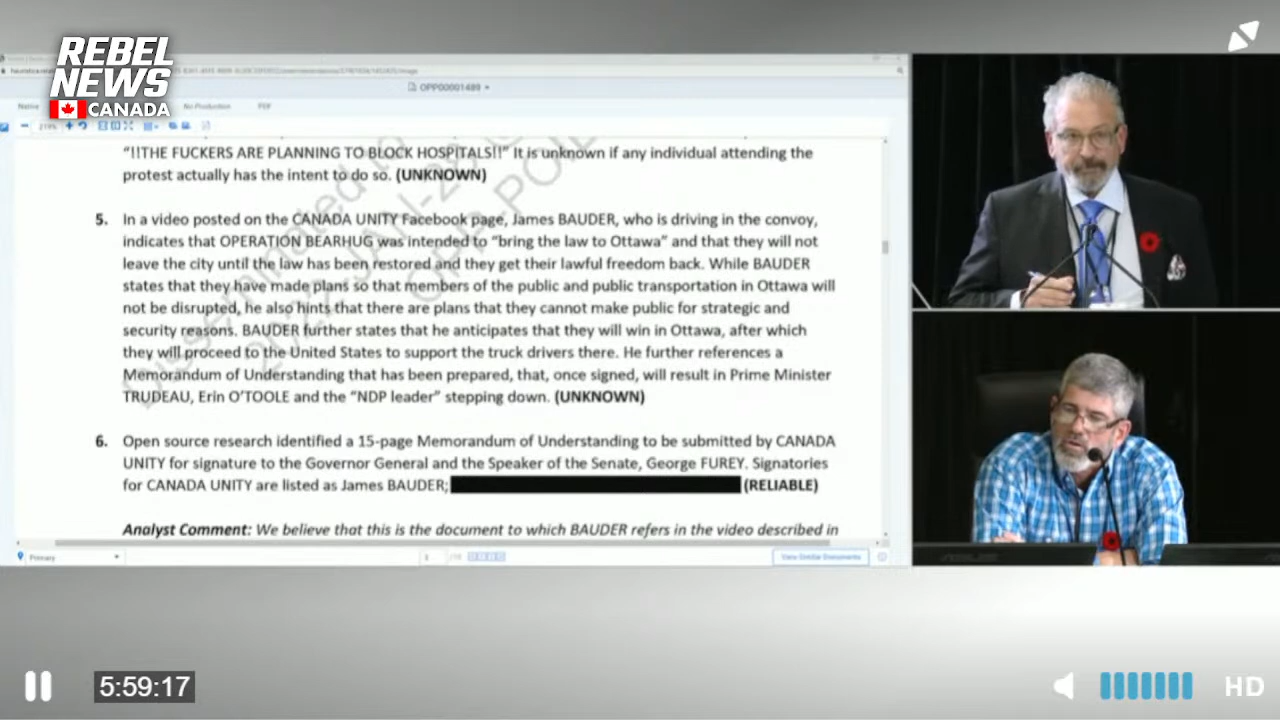 REBEL
NEWS
CANADA
OPP00001489
Native
No Production
PDF
"!!THE FUCKERS ARE PLANNING TO BLOCK HOSPITALS!!" It is unknown if any individual attending the
protest actually has the intent to do so. (UNKNOWN)
5. In a video posted on the CANADA UNITY Facebook page, James BAUDER, who is driving in the convoy,
indicates that OPERATION BEARHUG was intended to "bring the law to Ottawa" and that they will not
leave the city until the law has been restored and they get their lawful freedom back. While BAUDER
states that they have made plans so that members of the public and public transportation in Ottawa will
not be disrupted, he also hints that there are plans that they cannot make public for strategic and
security reasons. BAUDER further states that he anticipates that they will win in Ottawa, after which
they will proceed to the United States to support the truck drivers there. He further references a
Memorandum of Understanding that has been prepared, that, once signed, will result in Prime Minister
TRUDEAU, Erin O'TOOLE and the "NDP leader" stepping down. (UNKNOWN)
6. Open source research identified a 15-page Memorandum of Understanding to be submitted by CANADA
UNITY for signature to the Governor General and the Speaker of the Senate, George FUREY. Signatories
for CANADA UNITY are listed as James BAUDER; (RELIABLE)
Analyst Comment: We believe that this is the document to which BAUDER refers in the video described in
Primary
View Similar Documents
5:59:17
HD